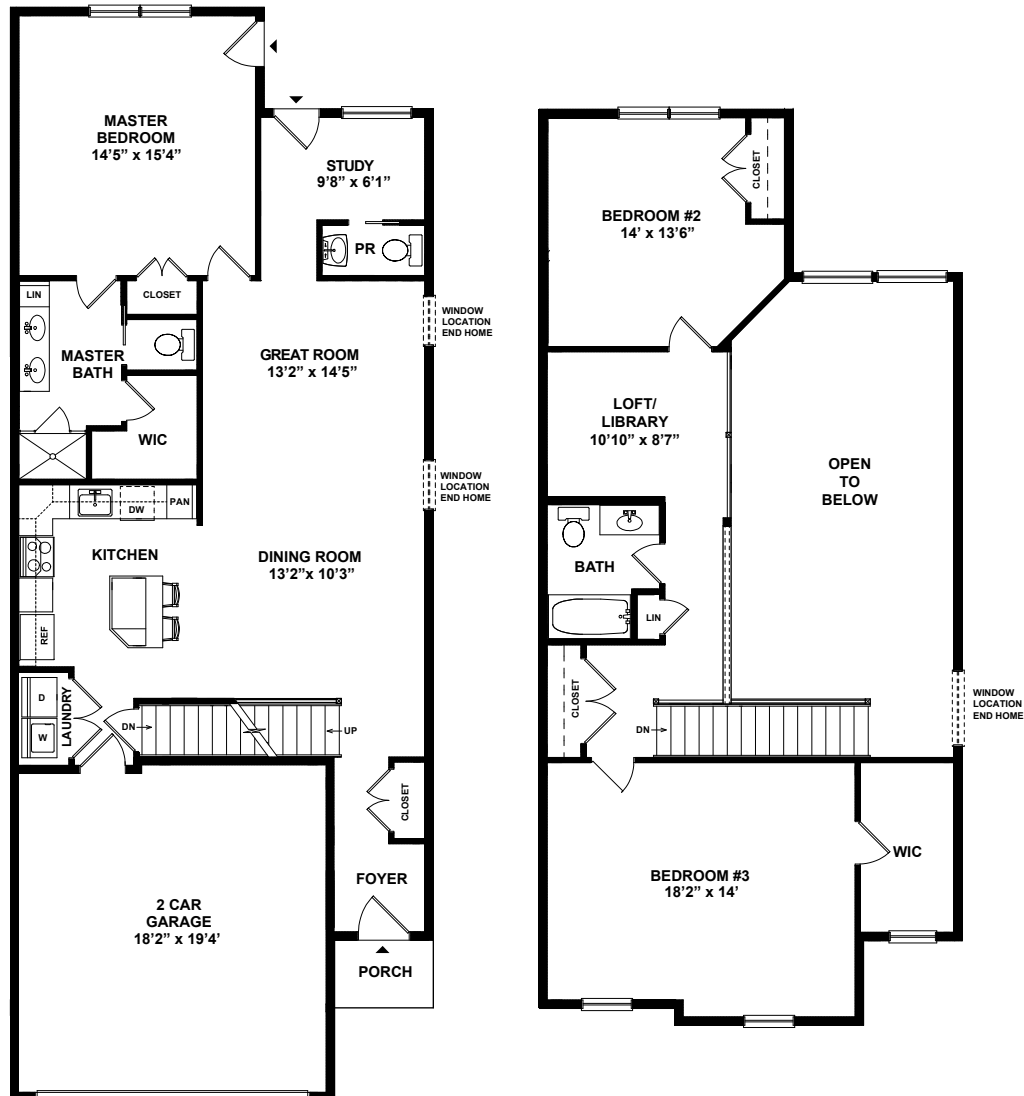 MASTER
BEDROOM
14’5” x 15’4”
STUDY
9’8” x 6’1”
PR
LIN
CLOSET
MASTER
BATH
WIC
GREAT ROOM
13’2” x 14’5”
WINDOW
LOCATION
END HOME
WINDOW
LOCATION
END HOME
DW
PAN
KITCHEN
REF
DINING ROOM
13’2”x 10’3”
D
W
LAUNDRY
DN
UP
CLOSET
FOYER
2 CAR
GARAGE
18’2” x 19’4’
PORCH
BEDROOM #2
14’ x 13’6”
CLOSET
LOFT/
LIBRARY
10’10” x 8’7”
OPEN
TO
BELOW
BATH
LIN
CLOSET
DN
WINDOW
LOCATION
END HOME
BEDROOM #3
18’2” x 14’
WIC